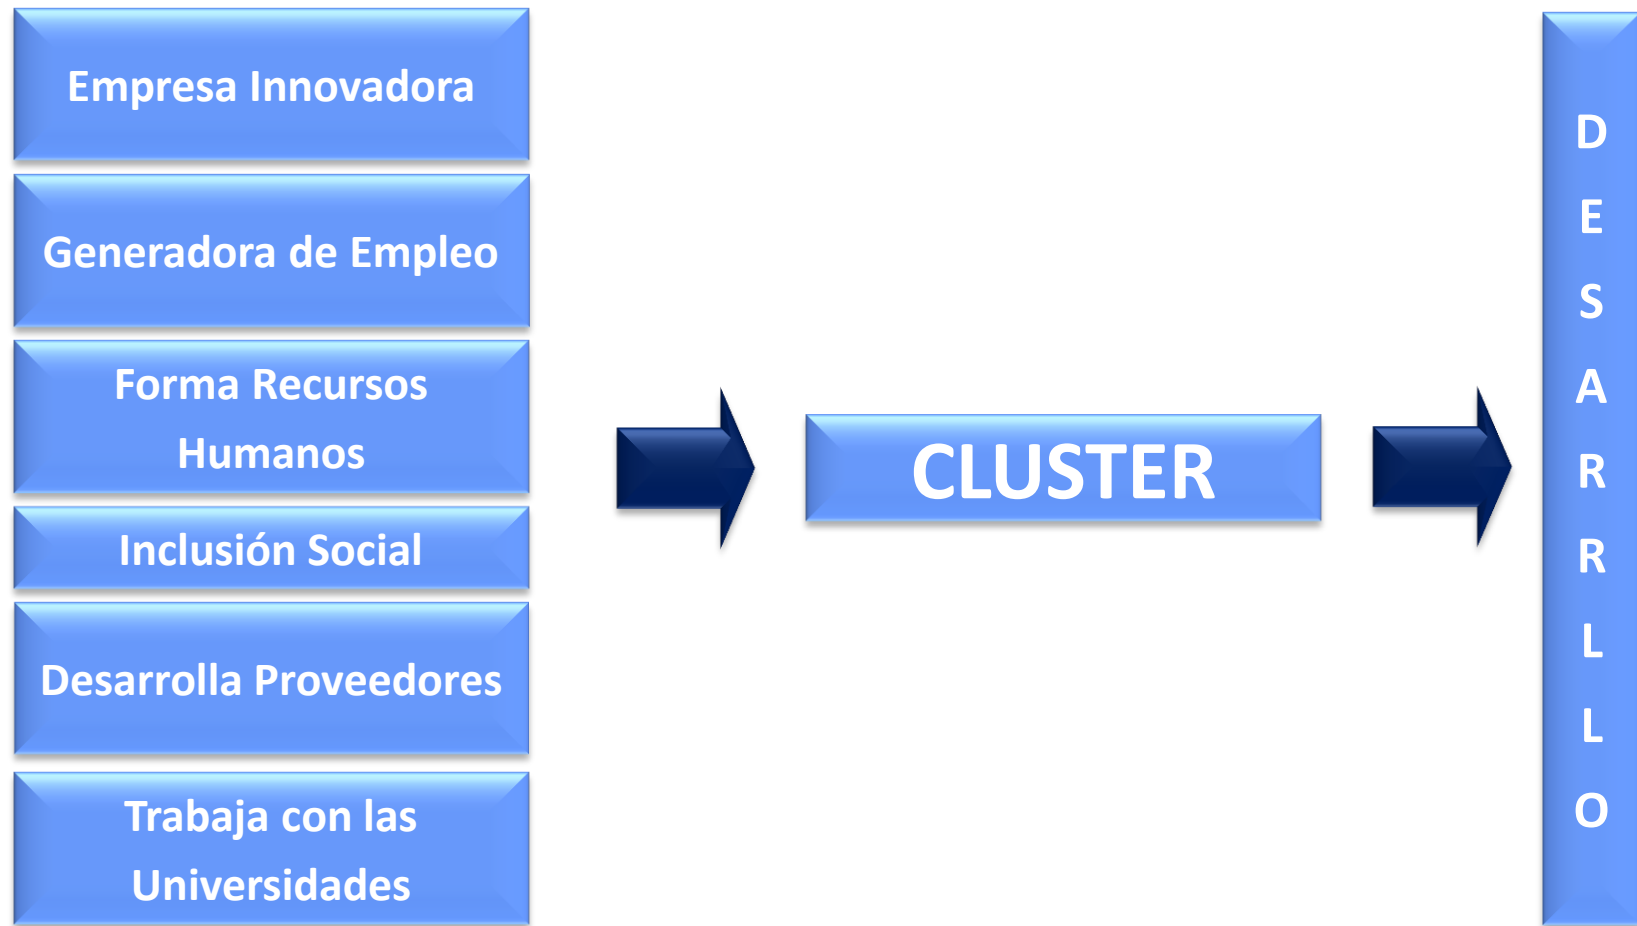 Empresa Innovadora
Generadora de Empleo
Forma Recursos
Humanos
Inclusión Social
Desarrolla Proveedores
Trabaja con las
Universidades
CLUSTER
D
E
S
A
R
R
L
L
O